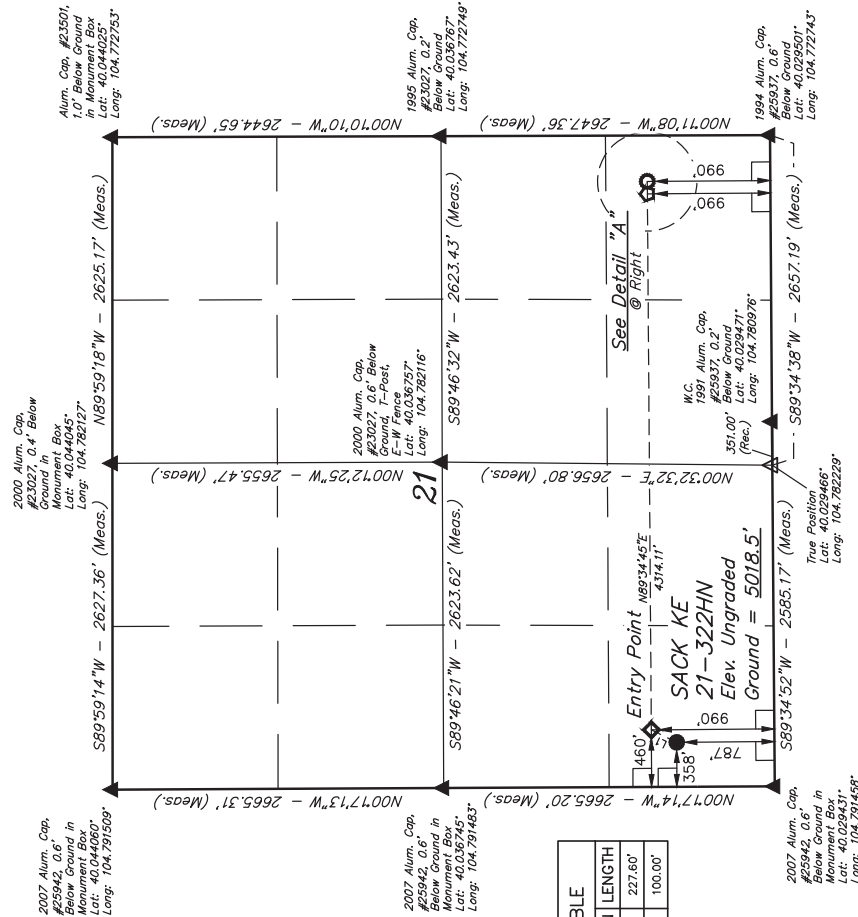 2000 Alum. Cap,
#23027, 0.4' Below
Ground in
Monument Box
Lat: 40.044045°
Long: 104.782127°
Alum. Cap, #23501,
1.0' Below Ground
in Monument Box
Lat: 40.044025°
Long: 104.772753°
2007 Alum. Cap,
#25942, 0.6'
Below Ground in
Monument Box
Lat: 40.044060°
Long: 104.791509°
S89°59'14"W - 2627.36' (Meas.)
N89°59'18"W - 2625.17' (Meas.)
N00°17'13"W - 2665.31' (Meas.)
N00°12'25"W - 2655.47' (Meas.)
N00°10'10"W - 2644.65' (Meas.)
2000 Alum. Cap,
#23027, 0.6' Below
Ground, T-Post,
E-W Fence
Lat: 40.036757°
Long: 104.782116°
1995 Alum. Cap,
#23027, 0.2'
Below Ground
Lat: 40.036767°
Long: 104.772749°
2007 Alum. Cap,
#25942, 0.6'
Below Ground in
Monument Box
Lat: 40.036745°
Long: 104.791483°
21
S89°46'21"W - 2623.62' (Meas.)
S89°46'32"W - 2623.43' (Meas.)
N00°17'14"W - 2665.20' (Meas.)
N00°32'32"E - 2656.80' (Meas.)
N00°11'08"W - 2647.36' (Meas.)
See Detail "A"
@ Right
Entry Point
N89°34'45"E
4314.11'
460'
L1
358'
SACK KE
21-322HN
Elev. Ungraded
Ground = 5018.5'
787'
990'
990'
990'
W.C.
1991 Alum. Cap,
#25937, 0.2'
Below Ground
Lat: 40.029471°
Long: 104.780976°
351.00'
(Rec.)
S89°34'52"W - 2585.17' (Meas.)
S89°34'38"W - 2657.19' (Meas.)
True Position
Lat: 40.029466°
Long: 104.782229°
1994 Alum. Cap,
#25937, 0.6'
Below Ground
Lat: 40.029501°
Long: 104.772743°
2007 Alum. Cap,
#25942, 0.6'
Below Ground in
Monument Box
Lat: 40.029431°
Long: 104.791458°
LENGTH
227.60'
100.00'